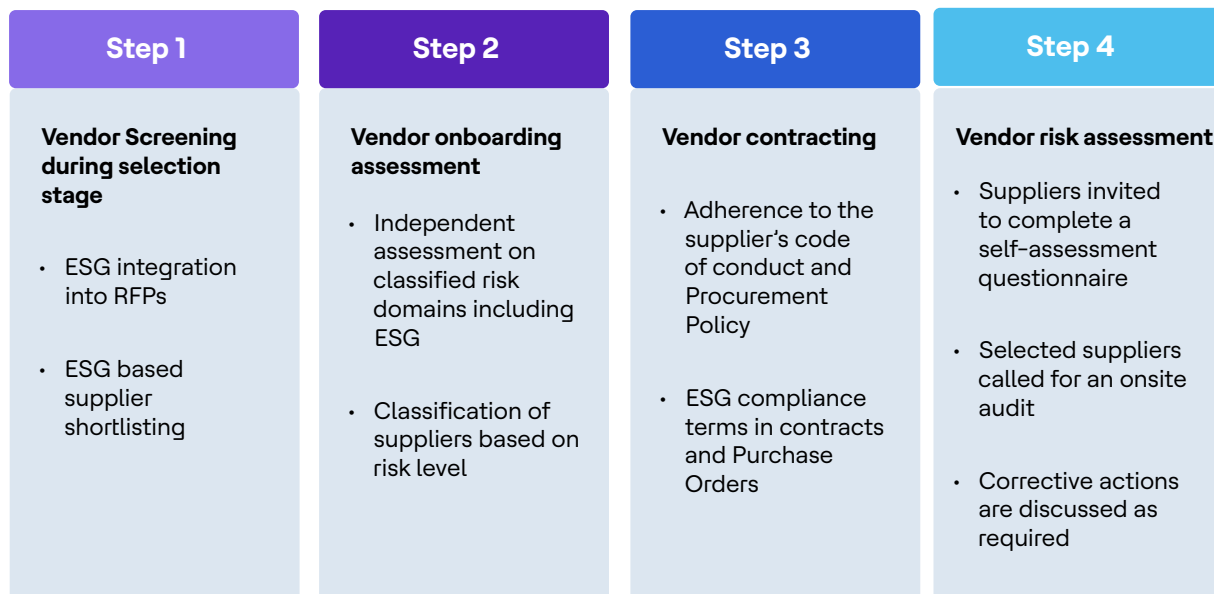 Step 1
Vendor Screening
during selection
stage
• ESG integration
into RFPs
• ESG based
supplier
shortlisting
Step 2
Vendor onboarding
assessment
• Independent
assessment on
classified risk
domains including
ESG
• Classification of
suppliers based on
risk level
Step 3
Vendor contracting
• Adherence to the
supplier’s code
of conduct and
Procurement
Policy
• ESG compliance
terms in contracts
and Purchase
Orders
Step 4
Vendor risk assessment
• Suppliers invited
to complete a
self-assessment
questionnaire
• Selected suppliers
called for an onsite
audit
• Corrective actions
are discussed as
required